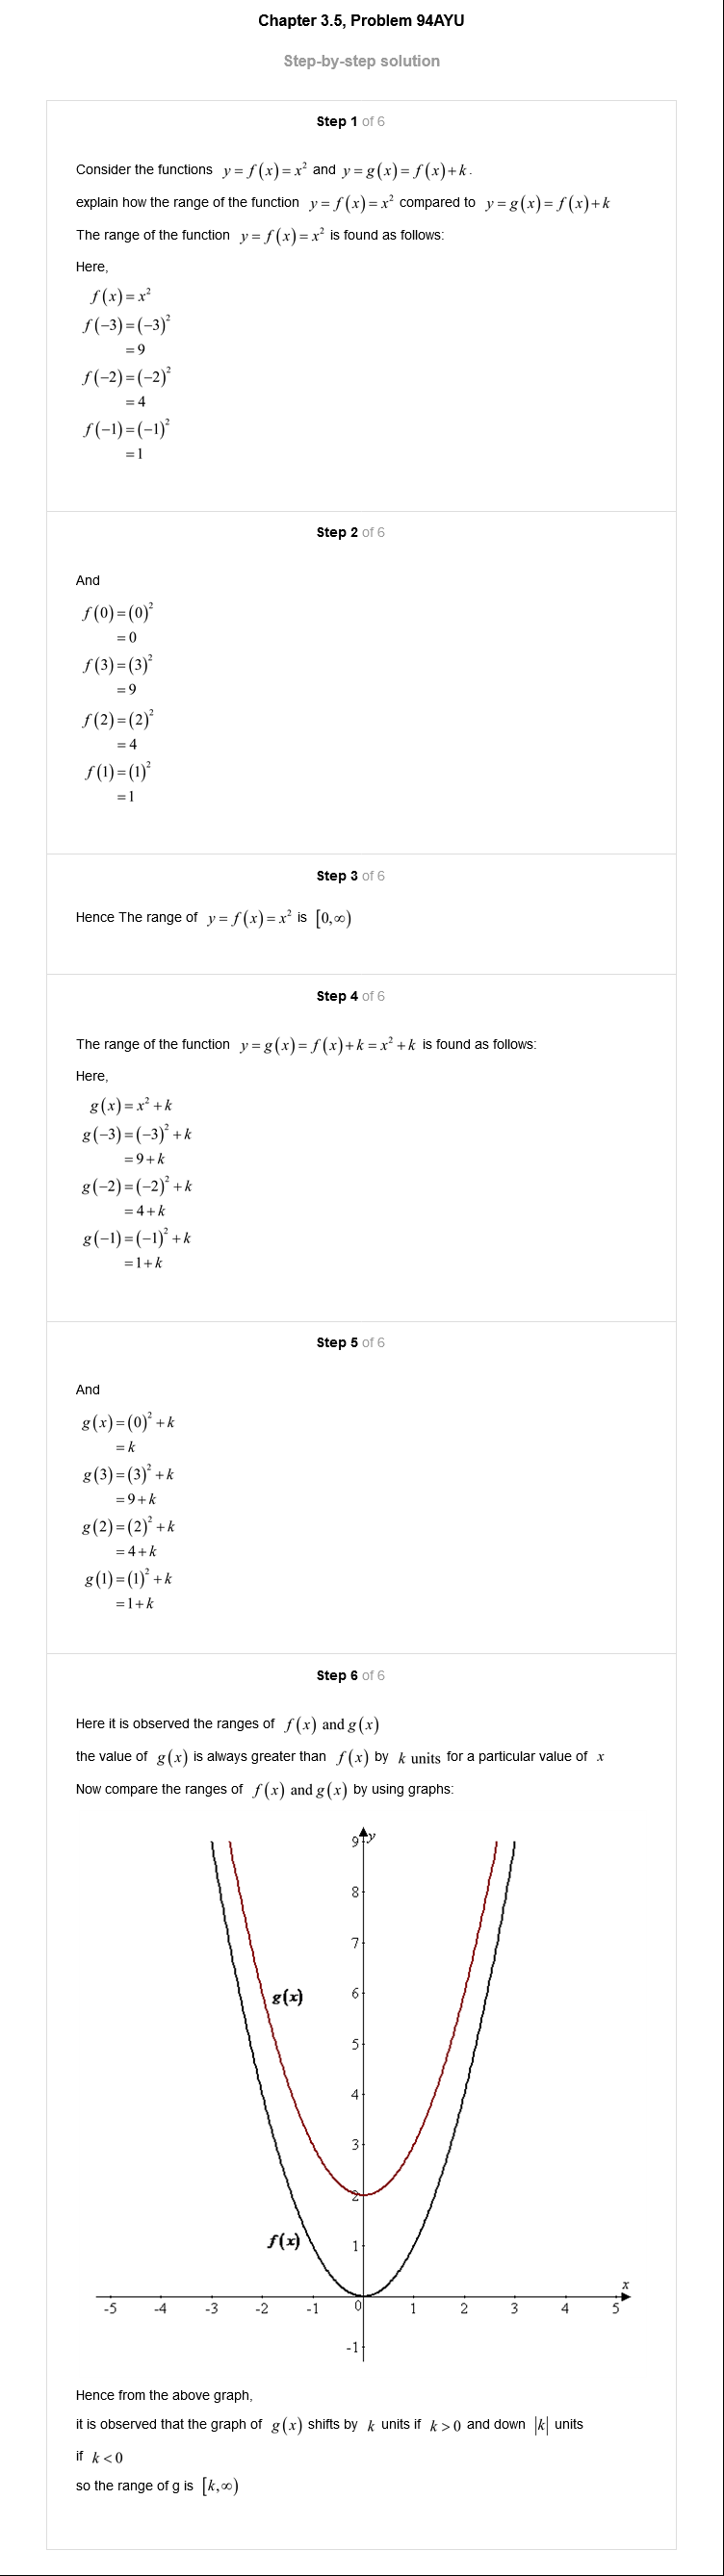 Chapter 3.5, Problem 94AYU
Step-by-step solution
Step 1 of 6
Consider the functions y = f(x) = x² and y = g(x) = f(x)+k.
explain how the range of the function y = f(x) = x² compared to y = g(x) = f(x)+k
The range of the function y = f(x) = x² is found as follows:
Here,
f(x) = x²
f(−3) = (−3)²
= 9
f(−2) = (−2)²
= 4
f(−1) = (−1)²
= 1
Step 2 of 6
And
f(0) = (0)²
= 0
f(3) = (3)²
= 9
f(2) = (2)²
= 4
f(1) = (1)²
= 1
Step 3 of 6
Hence The range of y = f(x) = x² is [0,∞)
Step 4 of 6
The range of the function y = g(x) = f(x)+k = x²+k is found as follows:
Here,
g(x) = x²+k
g(−3) = (−3)²+k
= 9+k
g(−2) = (−2)²+k
= 4+k
g(−1) = (−1)²+k
= 1+k
Step 5 of 6
And
g(x) = (0)²+k
= k
g(3) = (3)²+k
= 9+k
g(2) = (2)²+k
= 4+k
g(1) = (1)²+k
= 1+k
Step 6 of 6
Here it is observed the ranges of f(x) and g(x)
the value of g(x) is always greater than f(x) by k units for a particular value of x
Now compare the ranges of f(x) and g(x) by using graphs:
9 y
8
7
g(x) 6
5
4
3
2
f(x) 1
x
-5 -4 -3 -2 -1 0 1 2 3 4 5
-1
Hence from the above graph,
it is observed that the graph of g(x) shifts by k units if k > 0 and down |k| units
if k < 0
so the range of g is [k,∞)